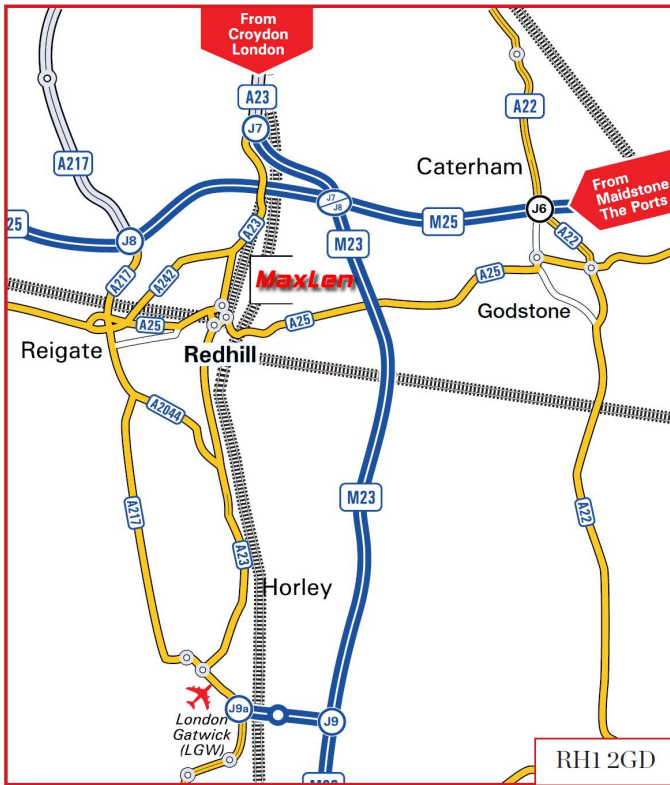 From
Croydon
London
A23
J7
A22
A217
Caterham
From
Maidstone
The Ports
J7
J8
J6
25
J8
A23
M25
M23
A22
A217
A242
MaxLen
A25
A25
A25
Godstone
Reigate
Redhill
A2044
M23
A217
A22
A23
Horley
London
Gatwick
(LGW)
J9a
J9
RH1 2GD